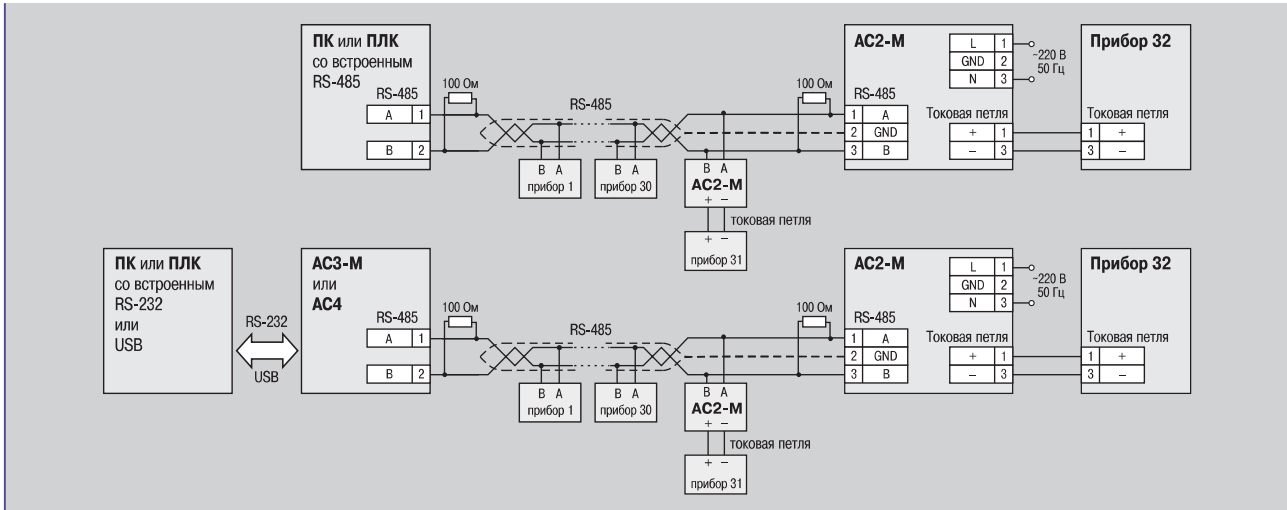 ПК или ПЛК
со встроенным
RS-485
RS-485
A 1
B 2
100 Ом
RS-485
B A
прибор 1
B A
прибор 30
B A
АС2-М
+ –
токовая петля
+ –
прибор 31
100 Ом
АС2-М
RS-485
1 A
2 GND
3 B
L 1
GND 2
N 3
~220 В
50 Гц
Токовая петля
+ 1
– 3
Прибор 32
Токовая петля
1 +
3 –
ПК или ПЛК
со встроенным
RS-232
или
USB
RS-232
USB
АС3-М
или
АС4
RS-485
A 1
B 2
100 Ом
RS-485
B A
прибор 1
B A
прибор 30
B A
АС2-М
+ –
токовая петля
+ –
прибор 31
100 Ом
АС2-М
RS-485
1 A
2 GND
3 B
L 1
GND 2
N 3
~220 В
50 Гц
Токовая петля
+ 1
– 3
Прибор 32
Токовая петля
1 +
3 –